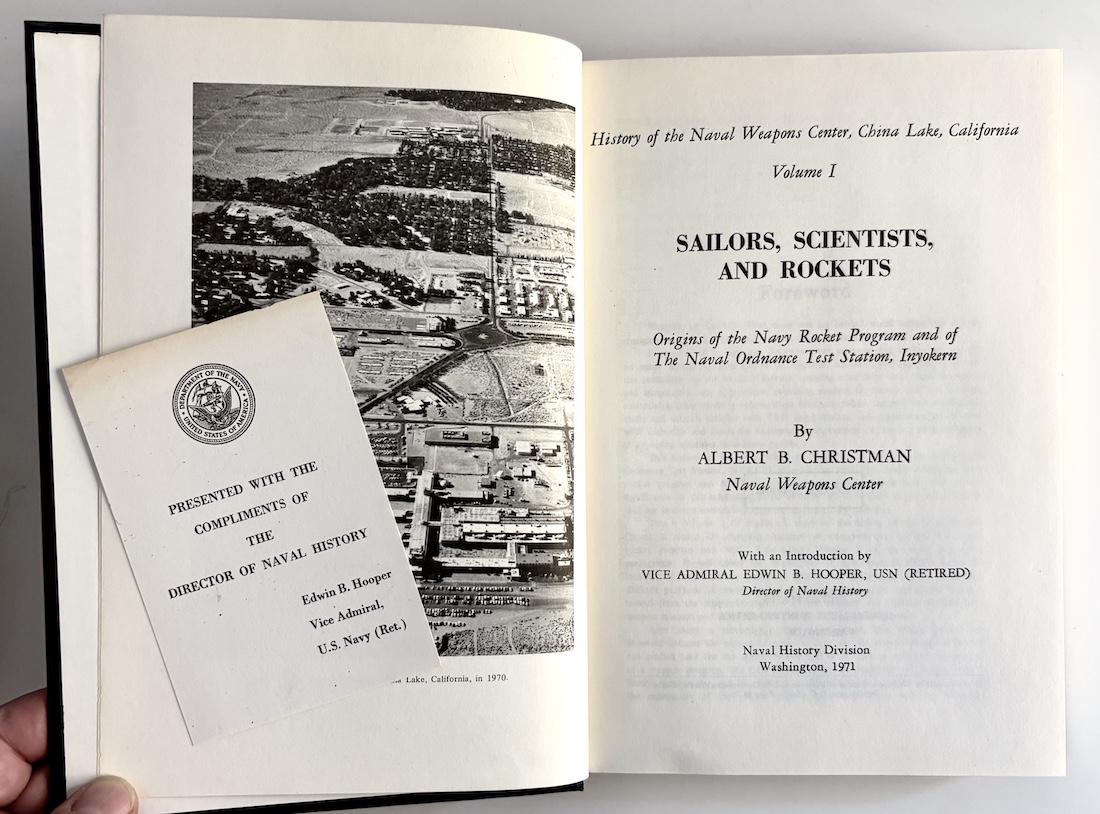 DEPARTMENT OF THE NAVY
UNITED STATES OF AMERICA
PRESENTED WITH THE
COMPLIMENTS OF
THE
DIRECTOR OF NAVAL HISTORY
Edwin B. Hooper
Vice Admiral,
U.S. Navy (Ret.)
Lake, California, in 1970.
History of the Naval Weapons Center, China Lake, California
Volume I
SAILORS, SCIENTISTS,
AND ROCKETS
Foreword
Origins of the Navy Rocket Program and of
The Naval Ordnance Test Station, Inyokern
By
ALBERT B. CHRISTMAN
Naval Weapons Center
With an Introduction by
VICE ADMIRAL EDWIN B. HOOPER, USN (RETIRED)
Director of Naval History
Naval History Division
Washington, 1971